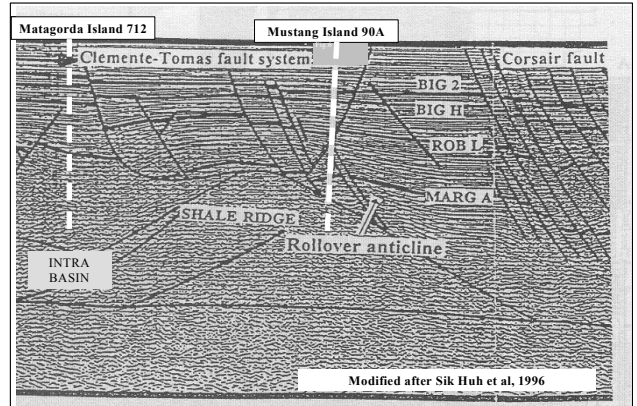 Matagorda Island 712
Mustang Island 90A
Clemente-Tomas fault system
Corsair fault
BIG 2
BIG H
ROB L
MARG A
SHALE RIDGE
Rollover anticline
INTRA
BASIN
Modified after Sik Huh et al, 1996